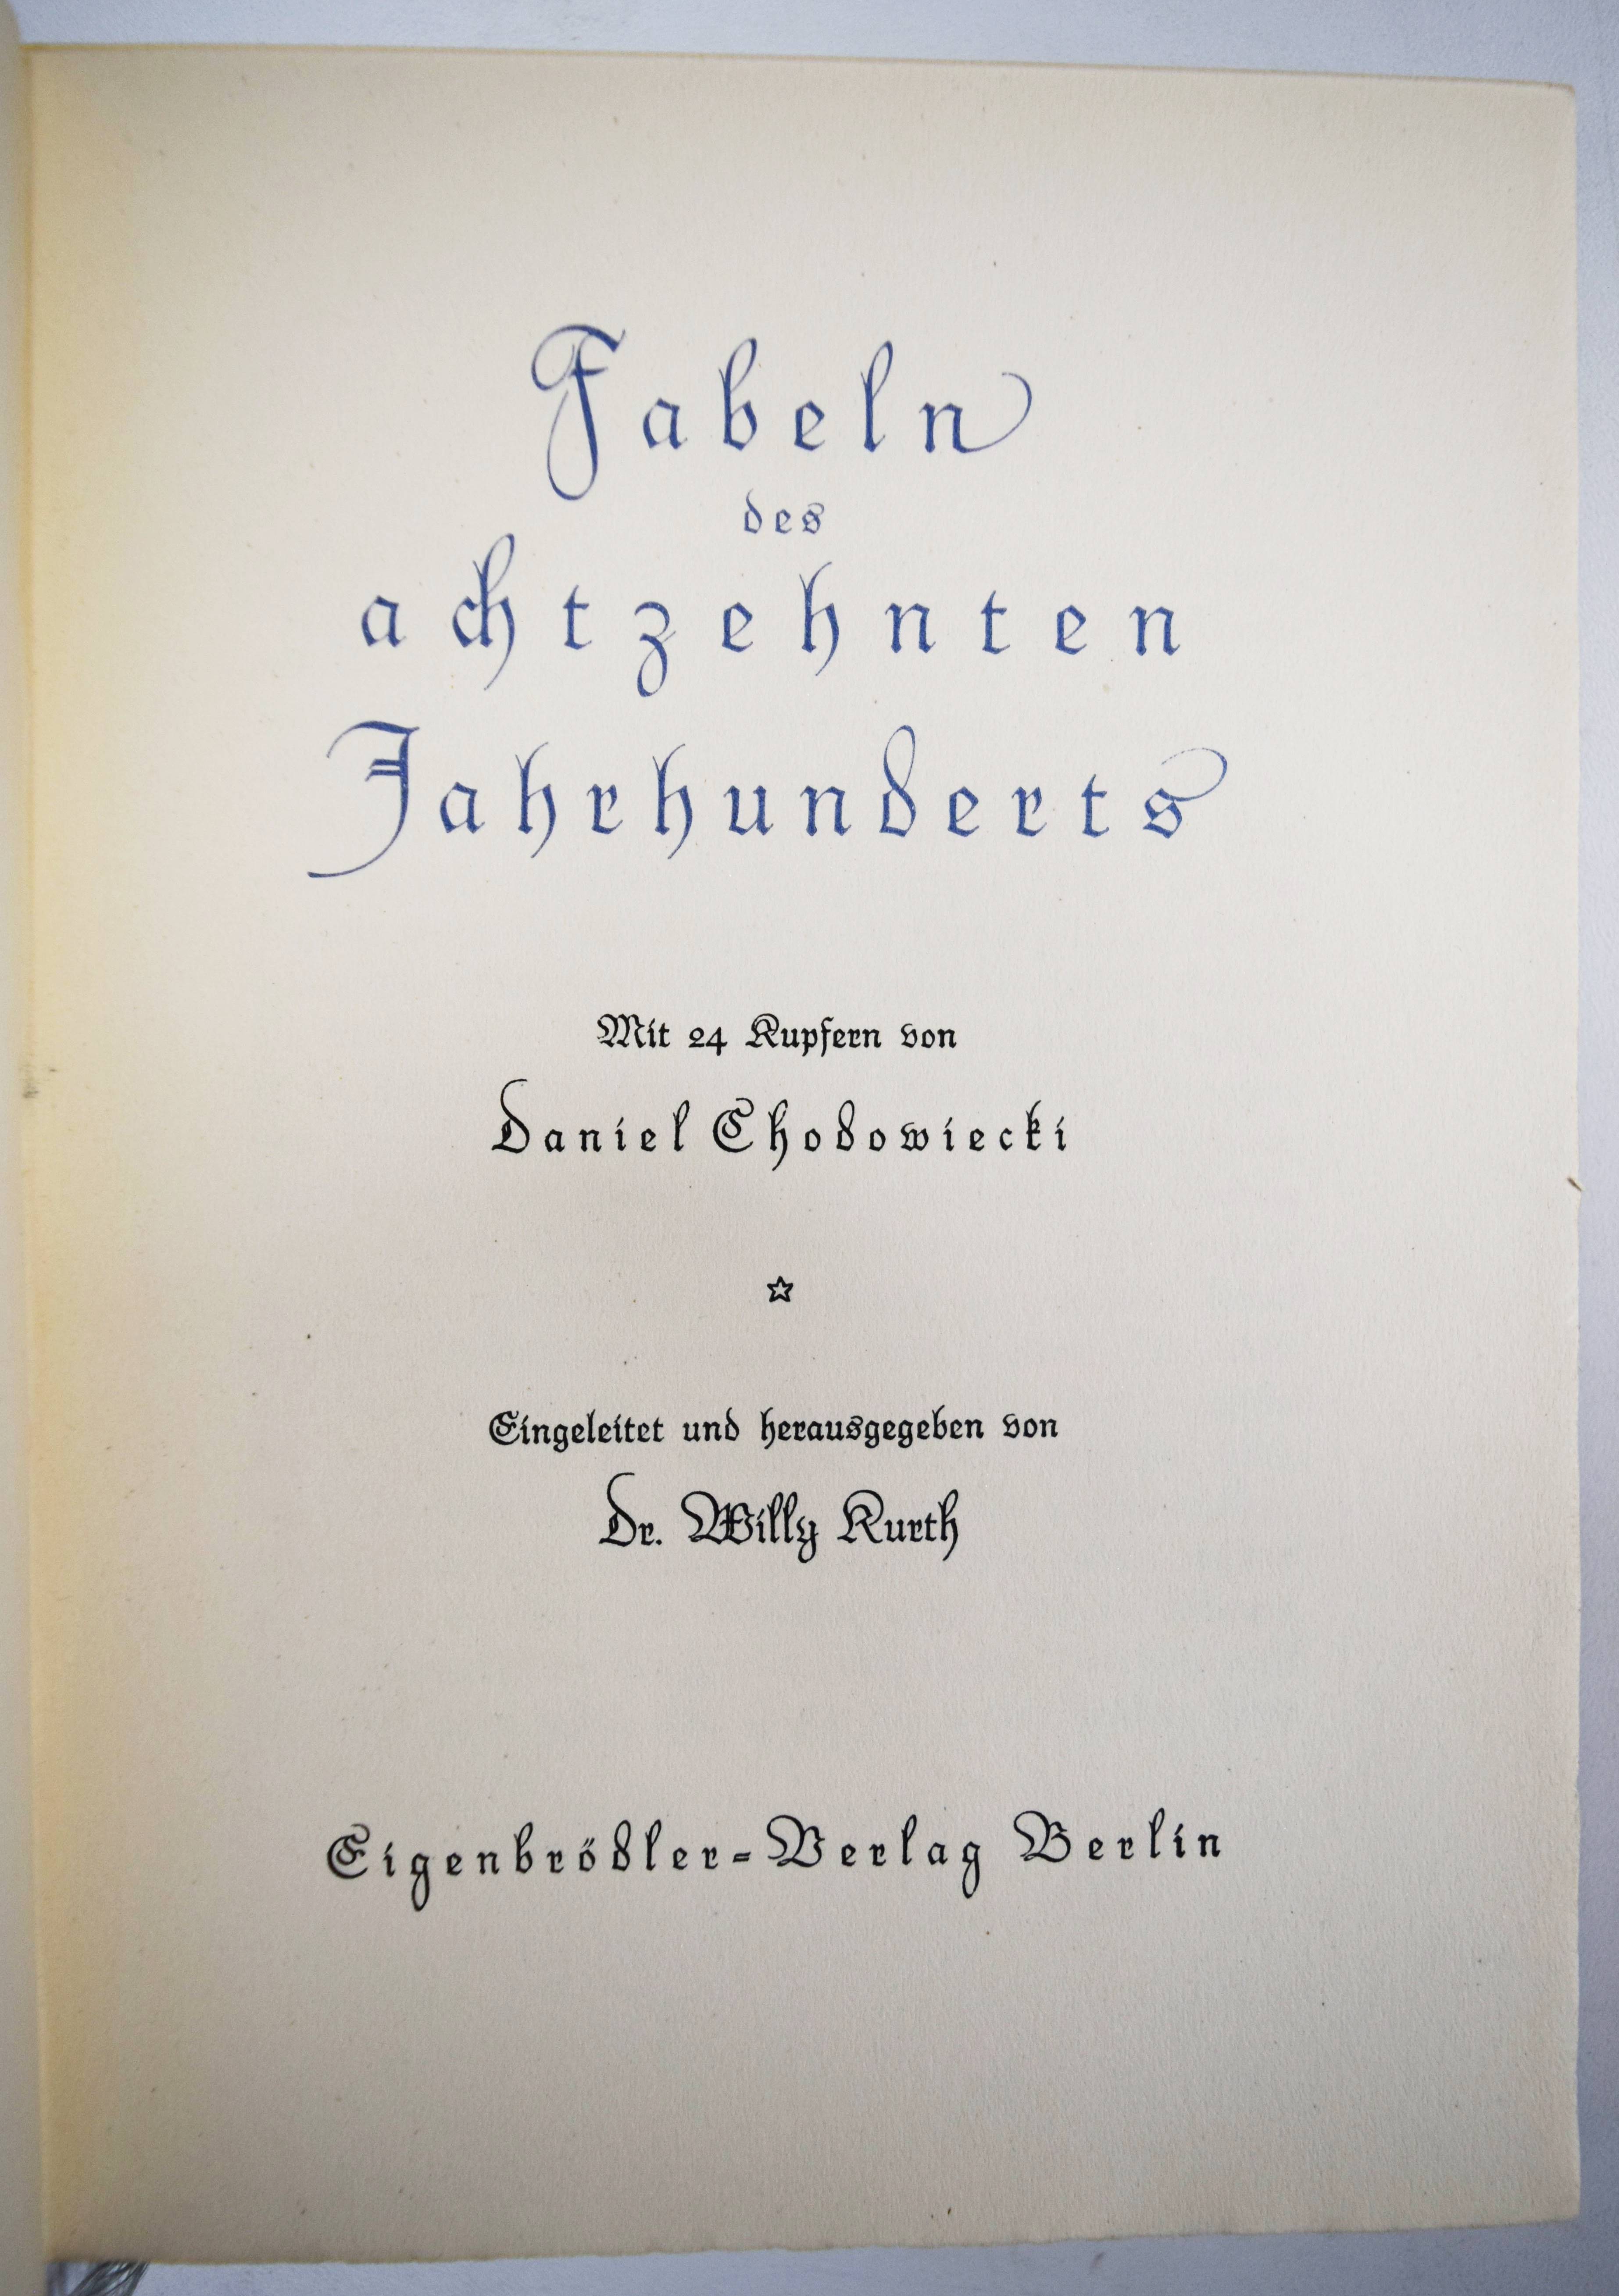 Fabeln
des
achtzehnten
Jahrhunderts
Mit 24 Kupfern von
Daniel Chodowiecki
Eingeleitet und herausgegeben von
Dr. Willy Kurth
Eigenbrödler-Verlag Berlin